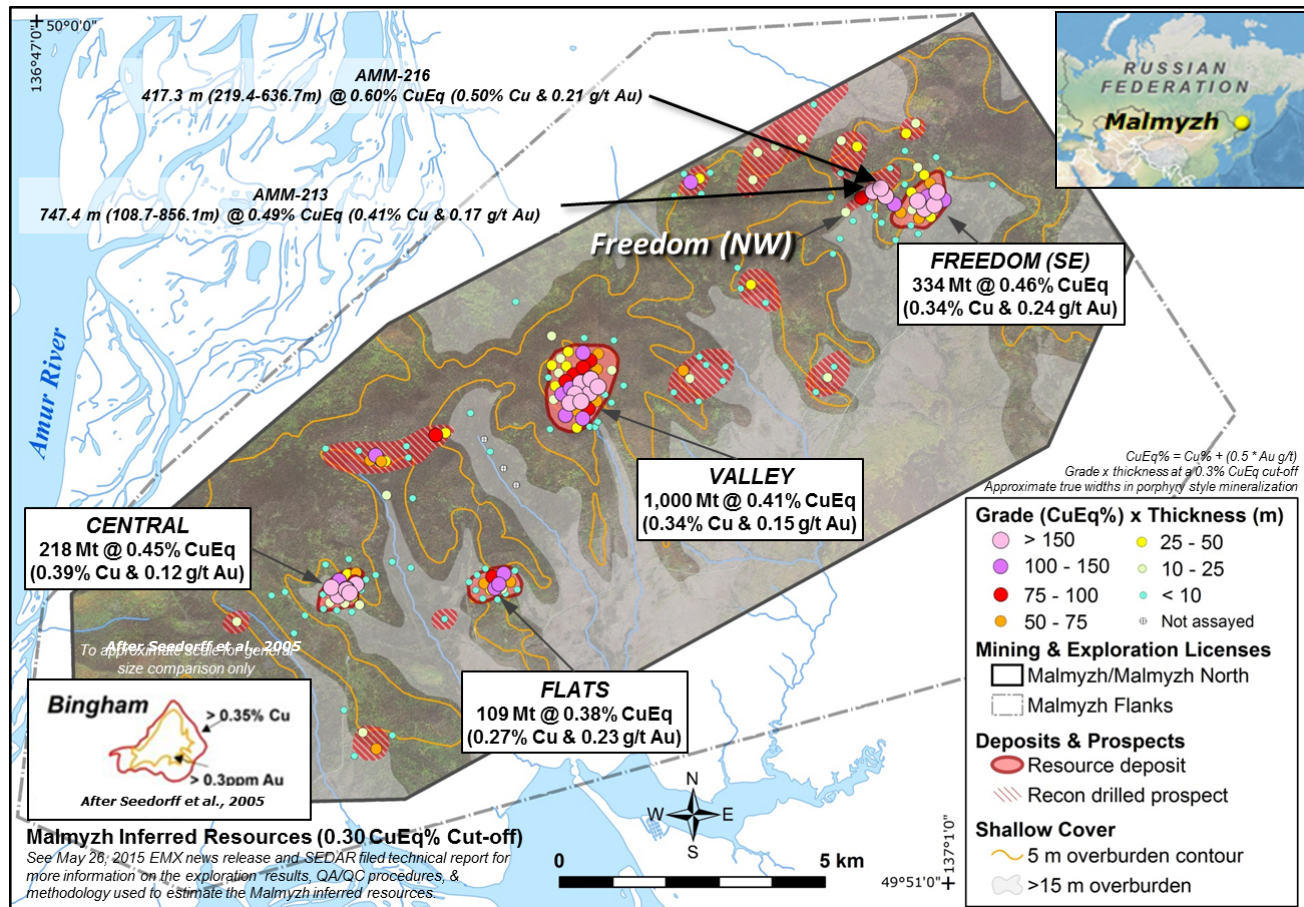 50°0'0"
136°47'0"
AMM-216
417.3 m (219.4-636.7m) @ 0.60% CuEq (0.50% Cu & 0.21 g/t Au)
AMM-213
747.4 m (108.7-856.1m) @ 0.49% CuEq (0.41% Cu & 0.17 g/t Au)
RUSSIAN
FEDERATION
Malmyzh
Freedom (NW)
FREEDOM (SE)
334 Mt @ 0.46% CuEq
(0.34% Cu & 0.24 g/t Au)
Amur River
VALLEY
1,000 Mt @ 0.41% CuEq
(0.34% Cu & 0.15 g/t Au)
CENTRAL
218 Mt @ 0.45% CuEq
(0.39% Cu & 0.12 g/t Au)
FLATS
109 Mt @ 0.38% CuEq
(0.27% Cu & 0.23 g/t Au)
CuEq% = Cu% + (0.5 * Au g/t)
Grade x thickness at a 0.3% CuEq cut-off
Approximate true widths in porphyry style mineralization
Grade (CuEq%) x Thickness (m)
> 150
25 - 50
100 - 150
10 - 25
75 - 100
< 10
50 - 75
Not assayed
Mining & Exploration Licenses
Malmyzh/Malmyzh North
Malmyzh Flanks
Deposits & Prospects
Resource deposit
Recon drilled prospect
Shallow Cover
5 m overburden contour
>15 m overburden
After Seedorff et al., 2005
To approximate scale for general
size comparison only
Bingham
> 0.35% Cu
> 0.3ppm Au
After Seedorff et al., 2005
Malmyzh Inferred Resources (0.30 CuEq% Cut-off)
See May 26, 2015 EMX news release and SEDAR filed technical report for
more information on the exploration results, QA/QC procedures, &
methodology used to estimate the Malmyzh inferred resources.
N
W
E
S
0
5 km
49°51'0"
137°1'0"